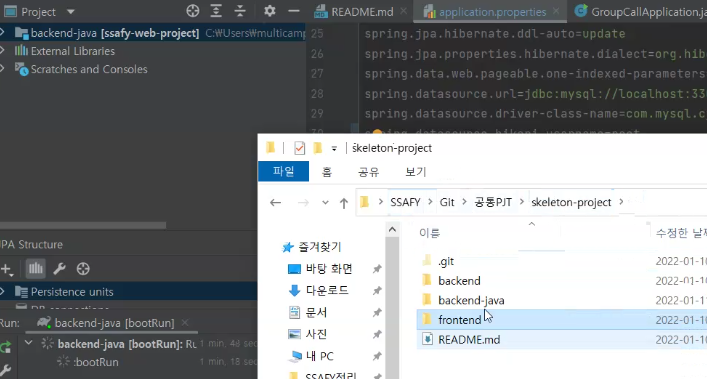 Project
README.md
application.properties
GroupCallApplication.ja
backend-java [ssafy-web-project] C:\Users\multicamp
External Libraries
Scratches and Consoles
25
26
27
28
29
spring.jpa.hibernate.ddl-auto=update
spring.jpa.properties.hibernate.dialect=org.hib
spring.data.web.pageable.one-indexed-parameters
spring.datasource.url=jdbc:mysql://localhost:33
spring.datasource.driver-class-name=com.mysql.c
skeleton-project
파일 홈 공유 보기
SSAFY > Git > 공통PJT > skeleton-project >
즐겨찾기
바탕 화면
다운로드
문서
사진
내 PC
SSAFY정리
이름 수정한 날짜
.git 2022-01-10
backend 2022-01-10
backend-java 2022-01-1
frontend 2022-01-10
README.md 2022-01-10
JPA Structure
Persistence units
Run: backend-java [bootRun]
backend-java [bootRun]: Ru 1 min, 4
:bootRun 1 min, 18 sec